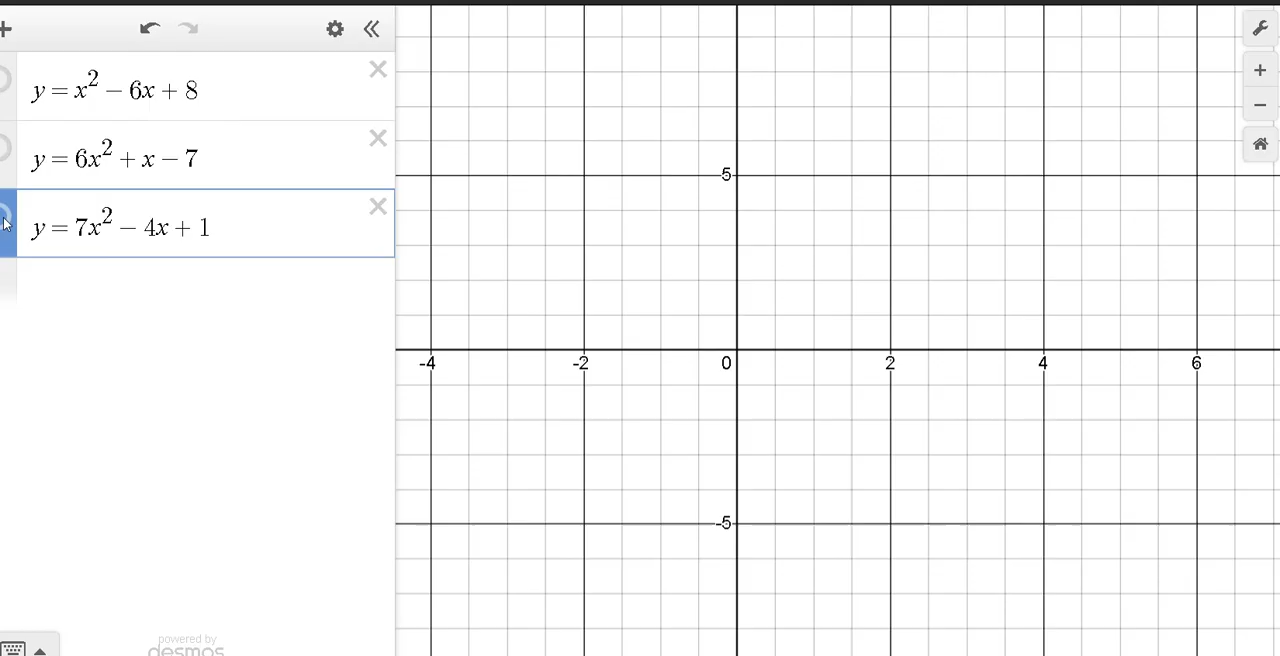 y = x² − 6x + 8
y = 6x² + x − 7
y = 7x² − 4x + 1
5
-4 -2 0 2 4 6
-5
powered by
desmos